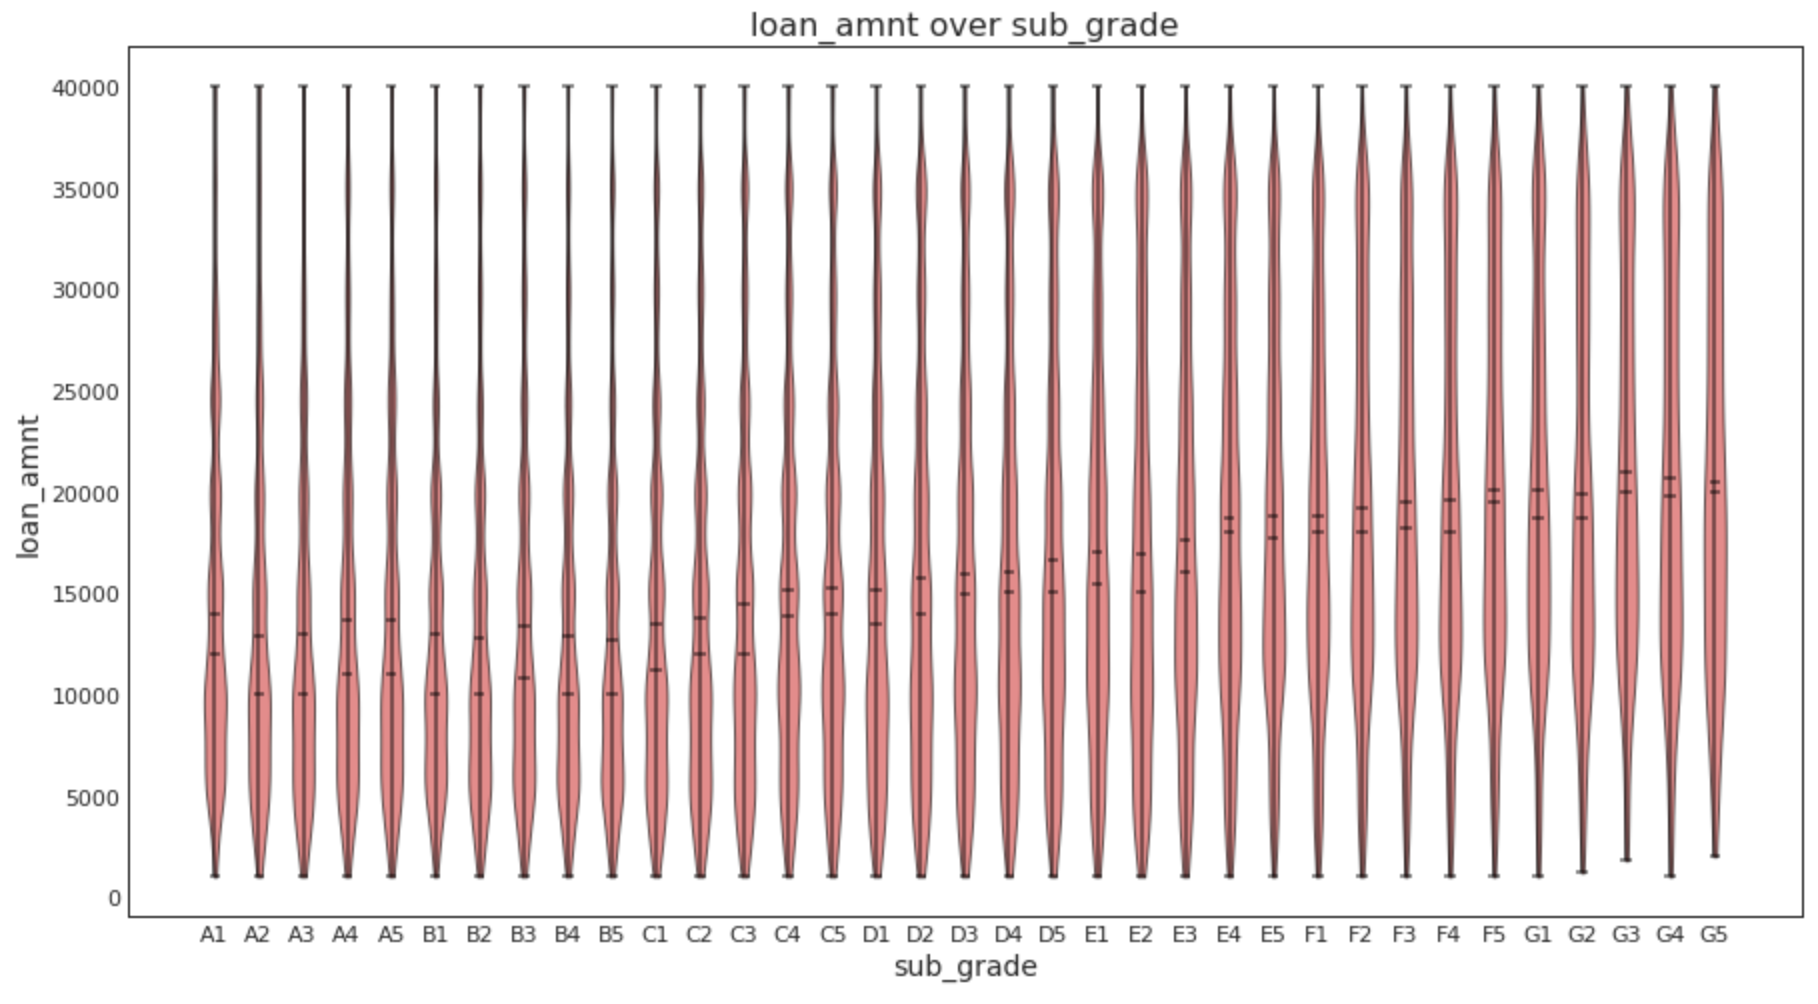 loan_amnt over sub_grade
loan_amnt
40000
35000
30000
25000
20000
15000
10000
5000
0
A1 A2 A3 A4 A5 B1 B2 B3 B4 B5 C1 C2 C3 C4 C5 D1 D2 D3 D4 D5 E1 E2 E3 E4 E5 F1 F2 F3 F4 F5 G1 G2 G3 G4 G5
sub_grade